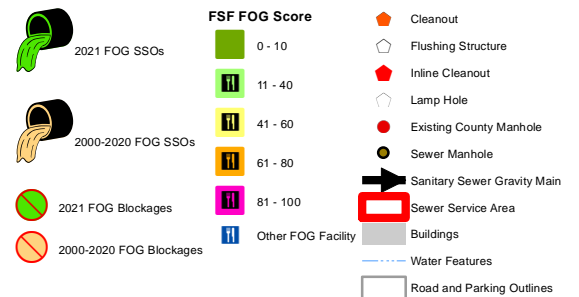 2021 FOG SSOs
2000-2020 FOG SSOs
2021 FOG Blockages
2000-2020 FOG Blockages
FSF FOG Score
0 - 10
11 - 40
41 - 60
61 - 80
81 - 100
Other FOG Facility
Cleanout
Flushing Structure
Inline Cleanout
Lamp Hole
Existing County Manhole
Sewer Manhole
Sanitary Sewer Gravity Main
Sewer Service Area
Buildings
Water Features
Road and Parking Outlines